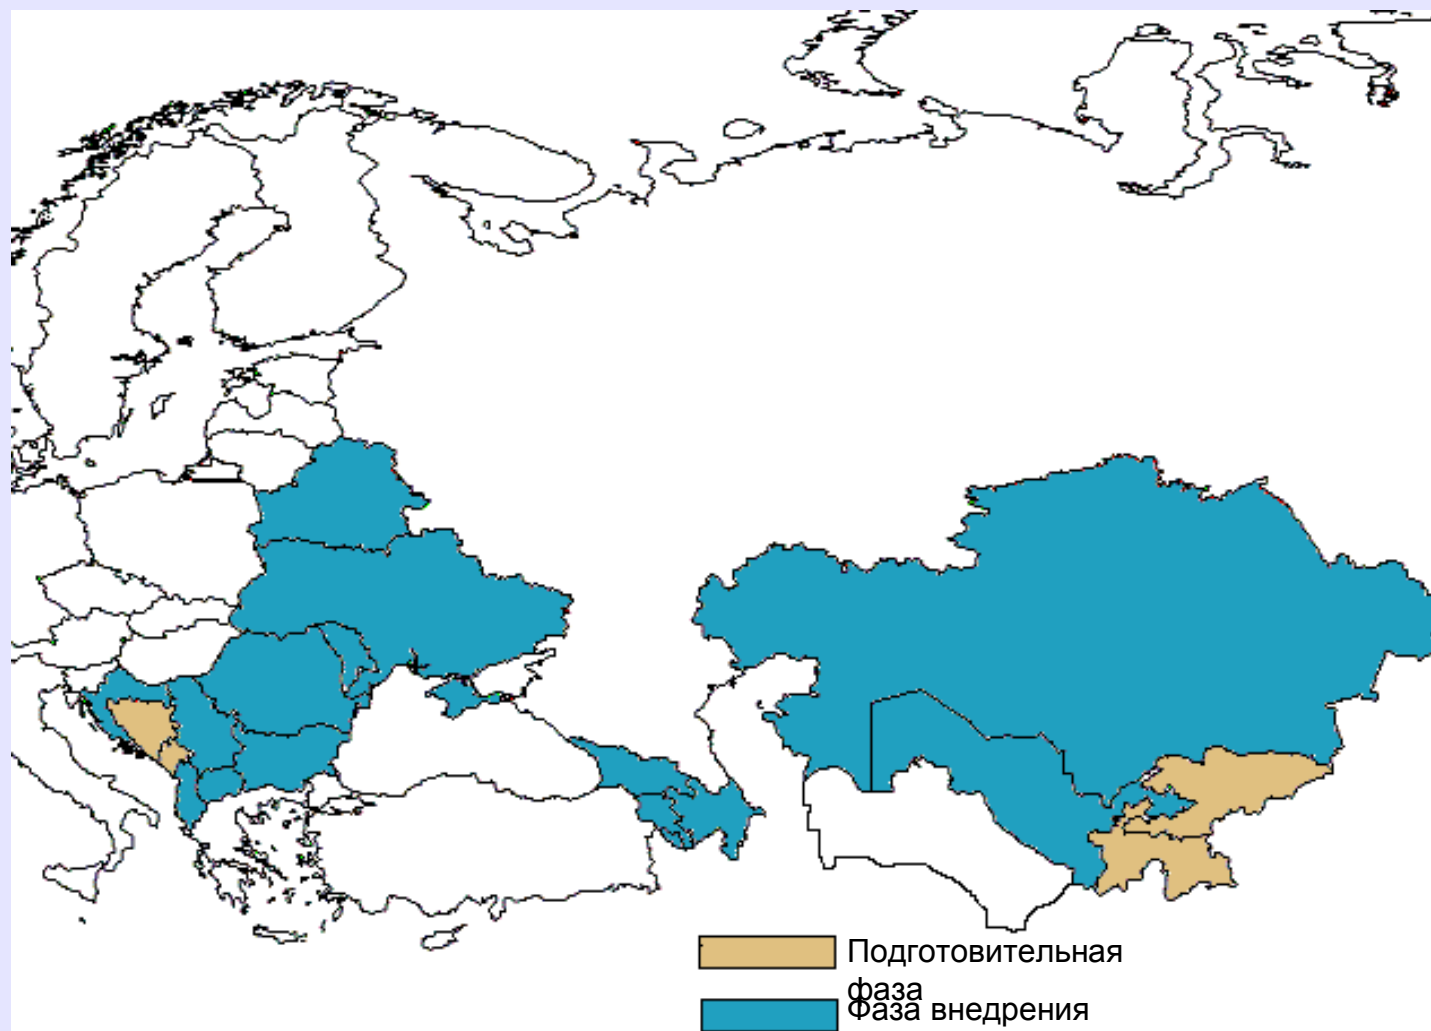 Подготовительная
фаза
Фаза внедрения